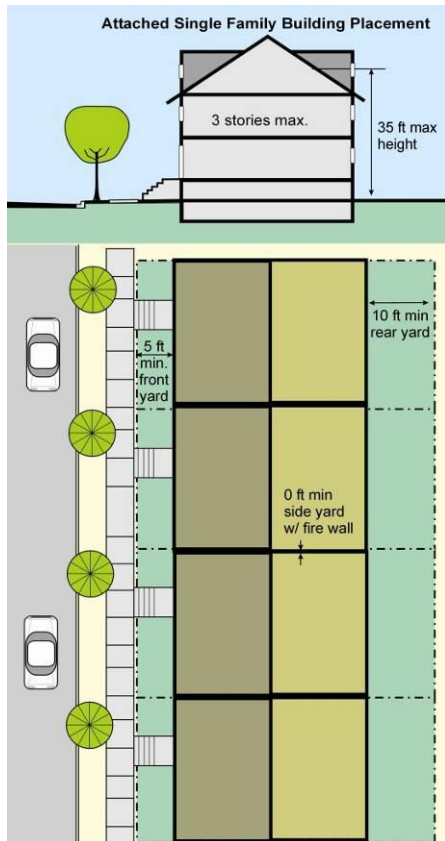 Attached Single Family Building Placement
3 stories max.
35 ft max
height
5 ft
min.
front
yard
10 ft min
rear yard
0 ft min
side yard
w/ fire wall